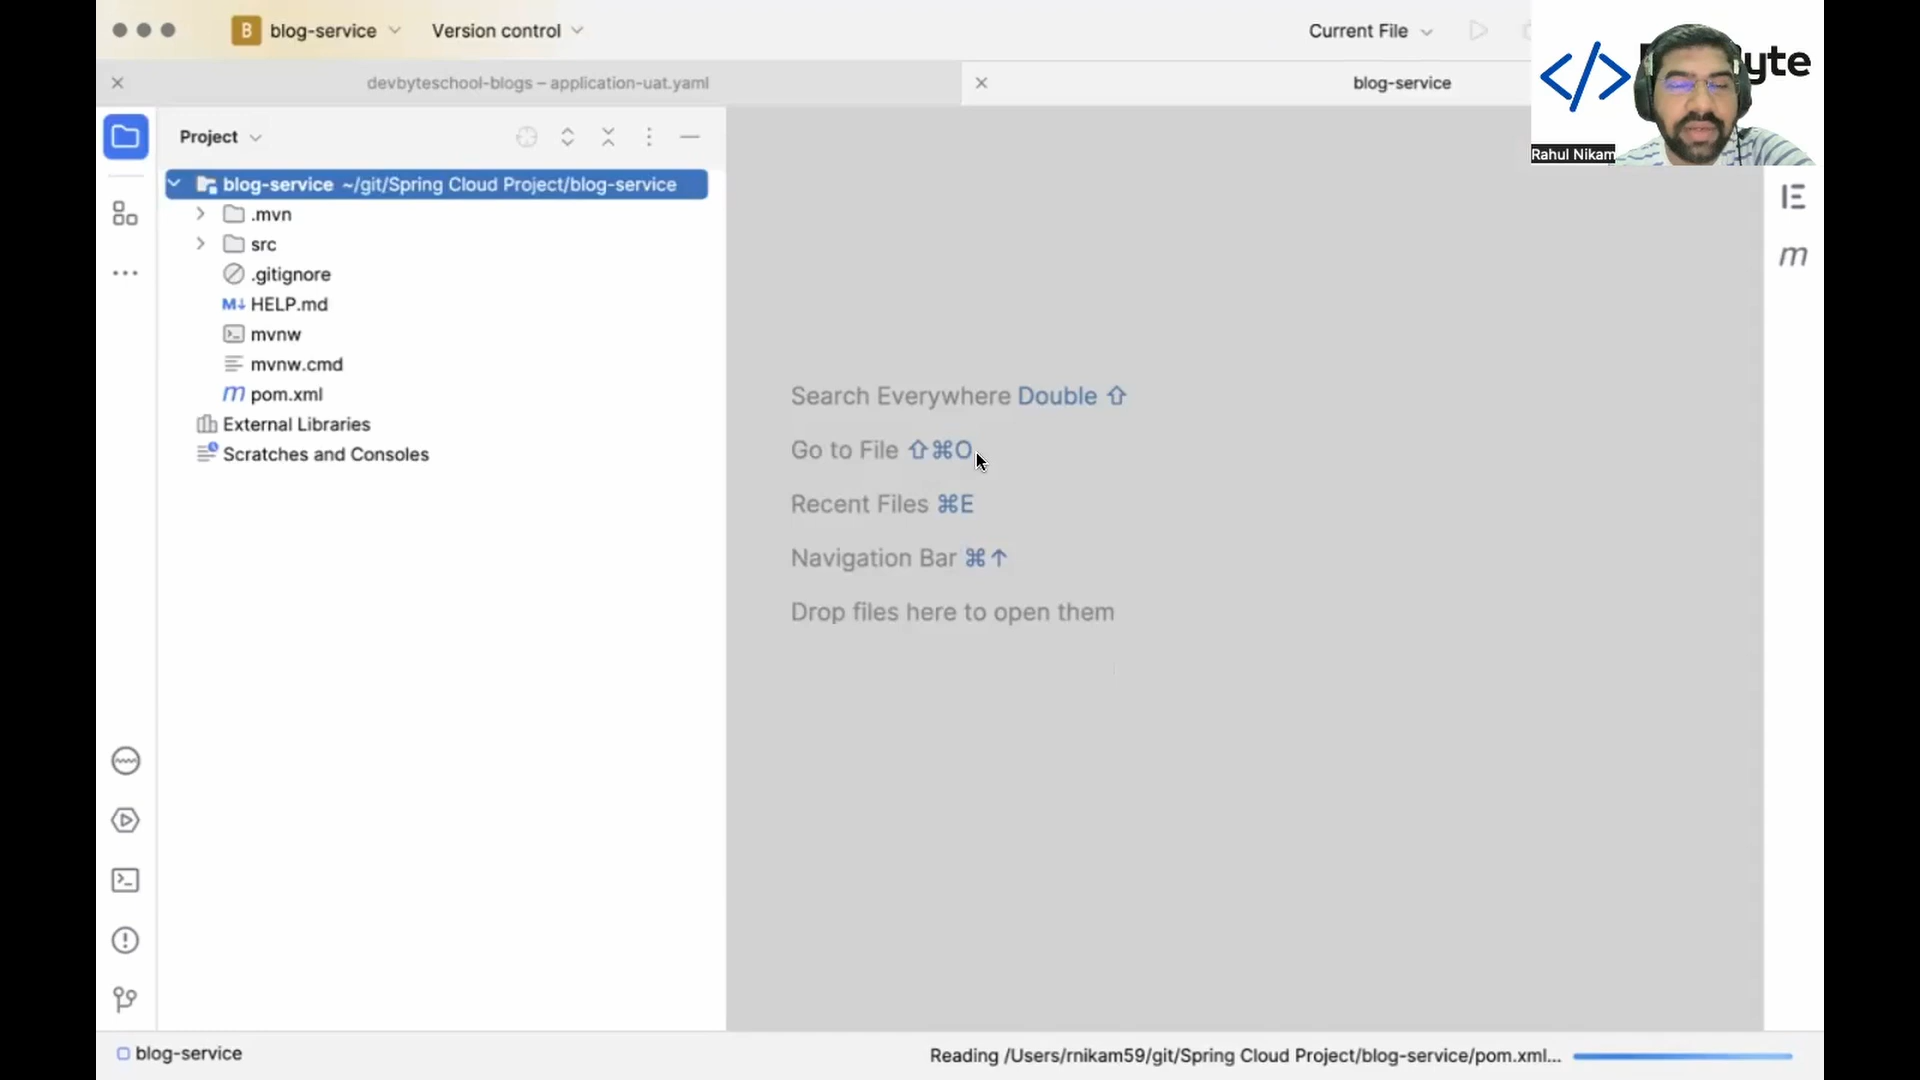 B blog-service Version control Current File
devbyteschool-blogs – application-uat.yaml
blog-service
</> yte
Rahul Nikam
Project
blog-service ~/git/Spring Cloud Project/blog-service
.mvn
src
.gitignore
M↓ HELP.md
mvnw
mvnw.cmd
m pom.xml
External Libraries
Scratches and Consoles
Search Everywhere Double ⇧
Go to File ⇧⌘O
Recent Files ⌘E
Navigation Bar ⌘↑
Drop files here to open them
m
blog-service
Reading /Users/rnikam59/git/Spring Cloud Project/blog-service/pom.xml...